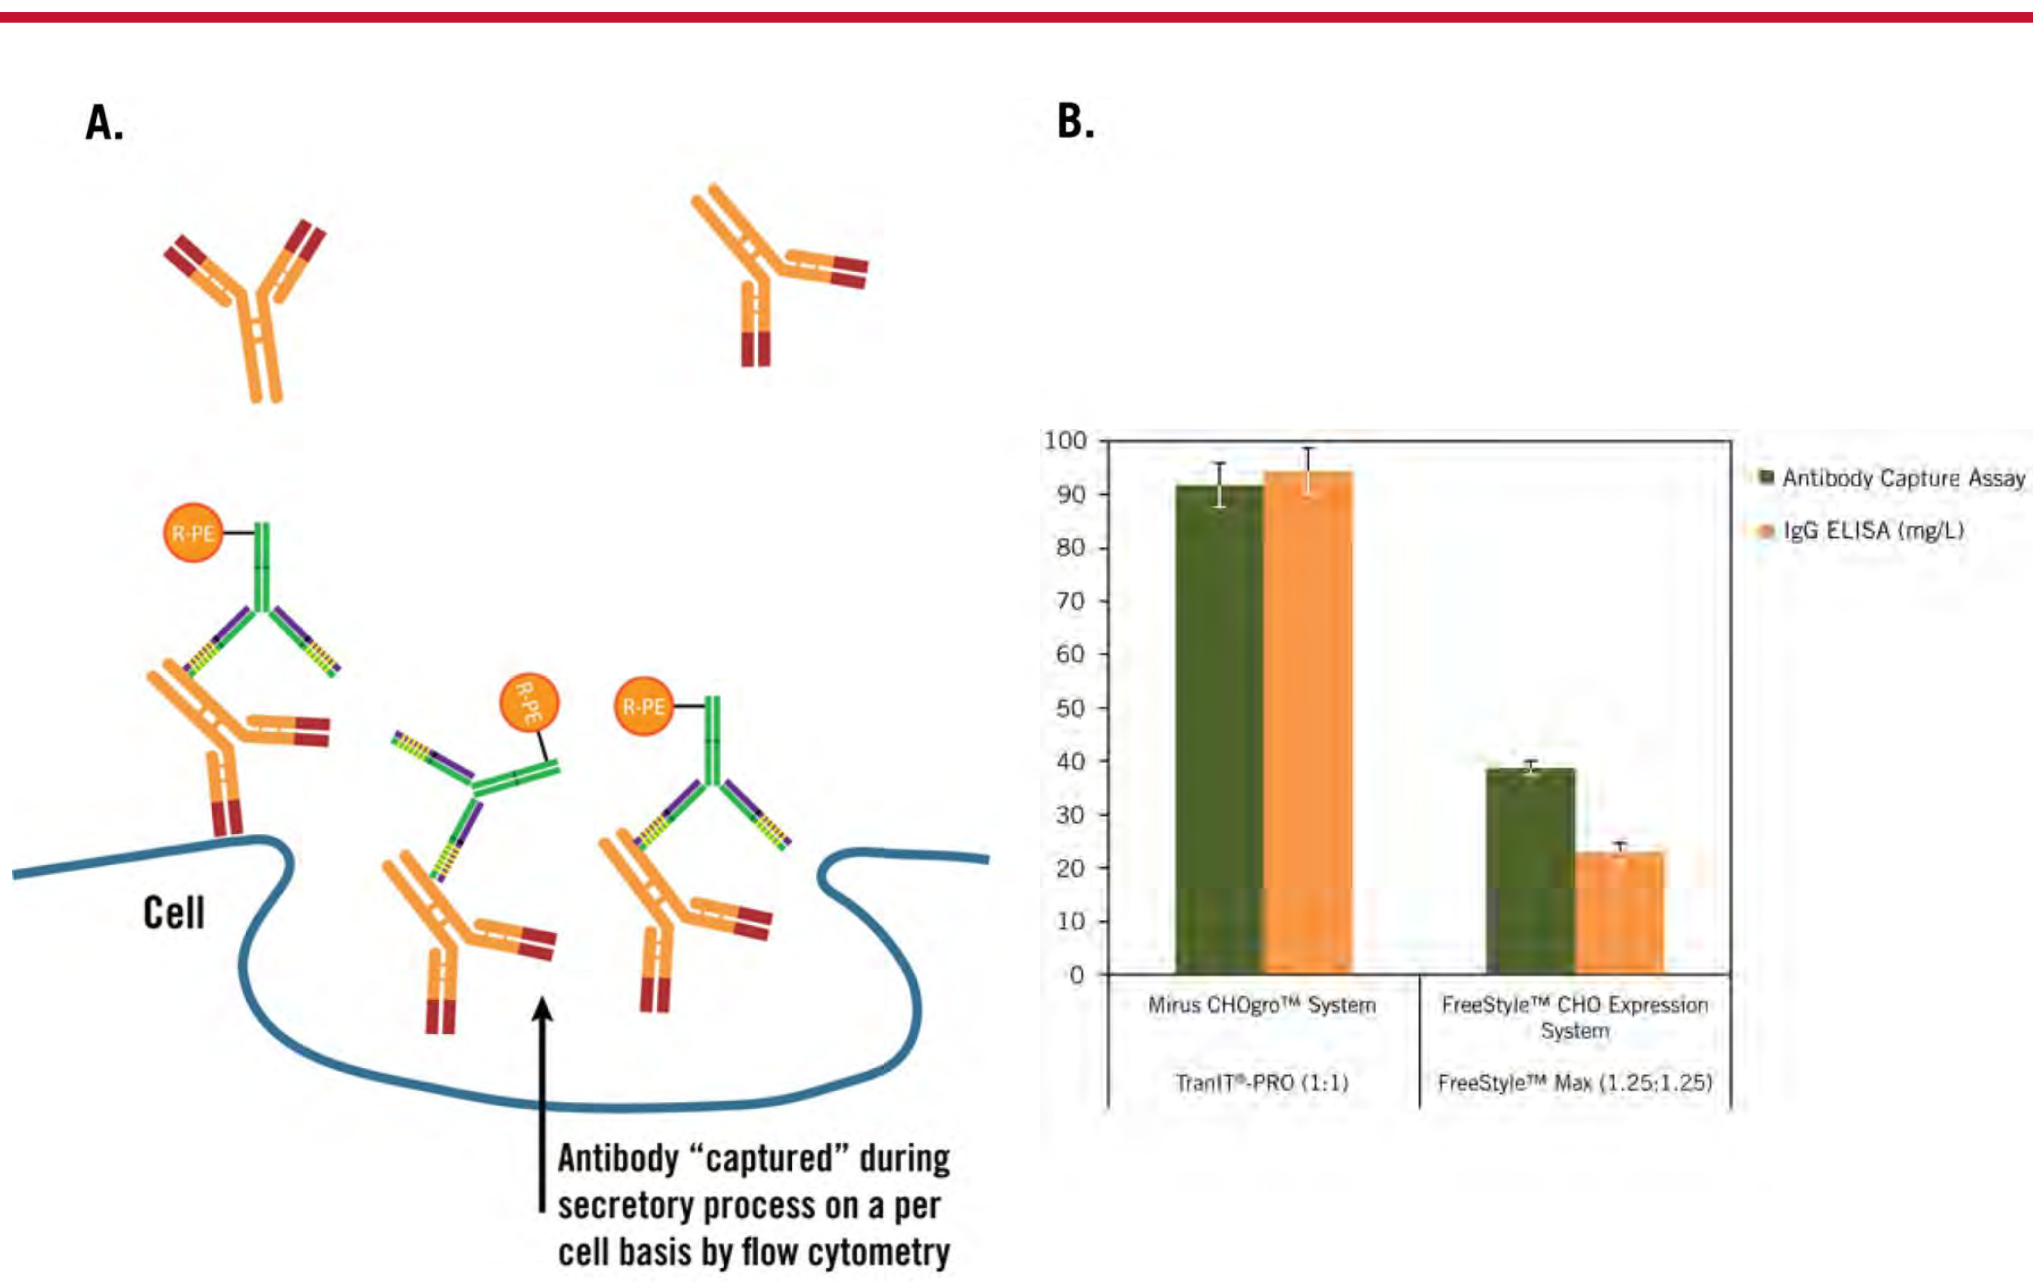 A.
B.
R-PE
R-PE
R-PE
Cell
Antibody “captured” during
secretory process on a per
cell basis by flow cytometry
100
90
80
70
60
50
40
30
20
10
0
Antibody Capture Assay
IgG ELISA (mg/L)
Mirus CHOgro™ System
FreeStyle™ CHO Expression
System
TranIT®-PRO (1:1)
FreeStyle™ Max (1.25:1.25)